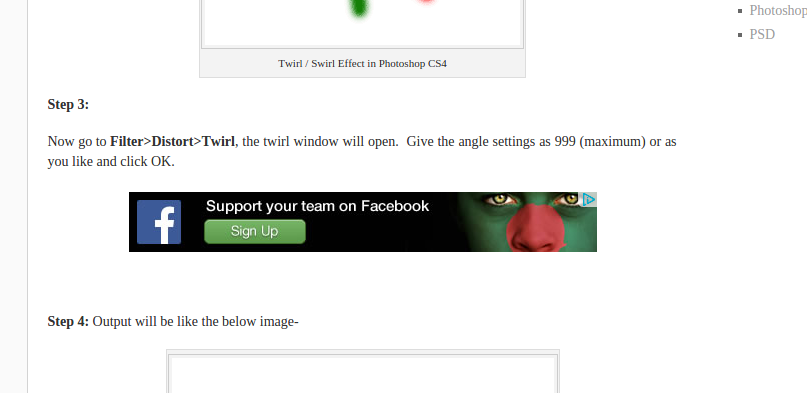 Photoshop
PSD
Twirl / Swirl Effect in Photoshop CS4
Step 3:
Now go to Filter>Distort>Twirl, the twirl window will open.  Give the angle settings as 999 (maximum) or as
you like and click OK.
f
Support your team on Facebook
Sign Up
Step 4: Output will be like the below image-